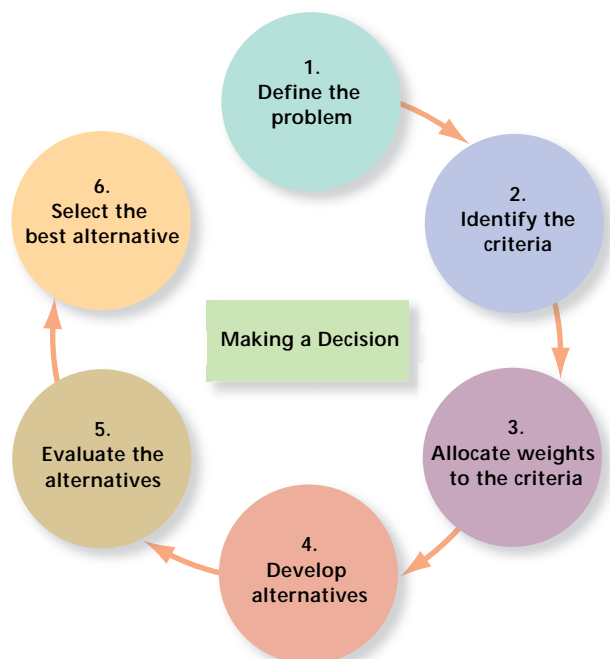 1.
Define the
problem
2.
Identify the
criteria
3.
Allocate weights
to the criteria
4.
Develop
alternatives
5.
Evaluate the
alternatives
6.
Select the
best alternative
Making a Decision